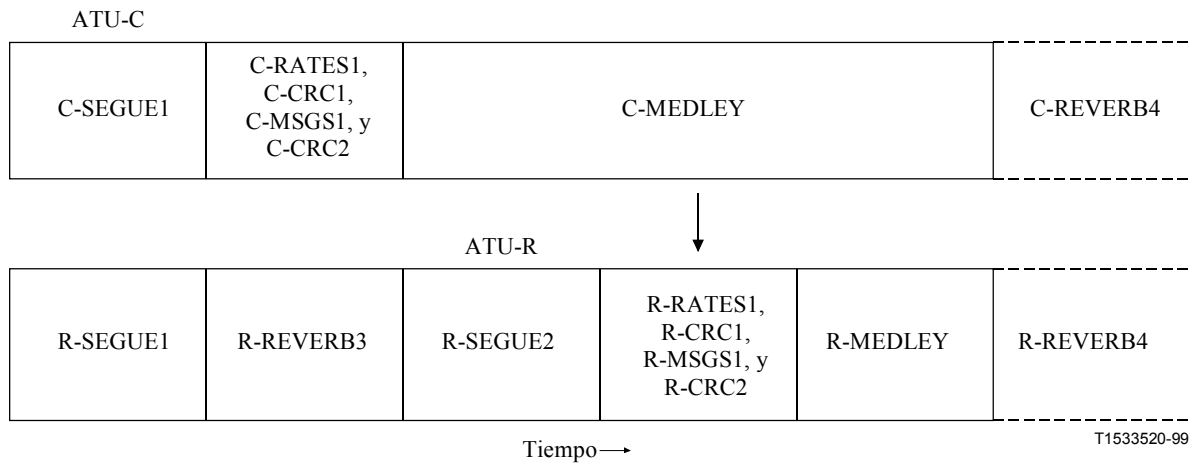 ATU-C
C-SEGUE1
C-RATES1,
C-CRC1,
C-MSGS1, y
C-CRC2
C-MEDLEY
C-REVERB4
ATU-R
R-SEGUE1
R-REVERB3
R-SEGUE2
R-RATES1,
R-CRC1,
R-MSGS1, y
R-CRC2
R-MEDLEY
R-REVERB4
Tiempo
T1533520-99